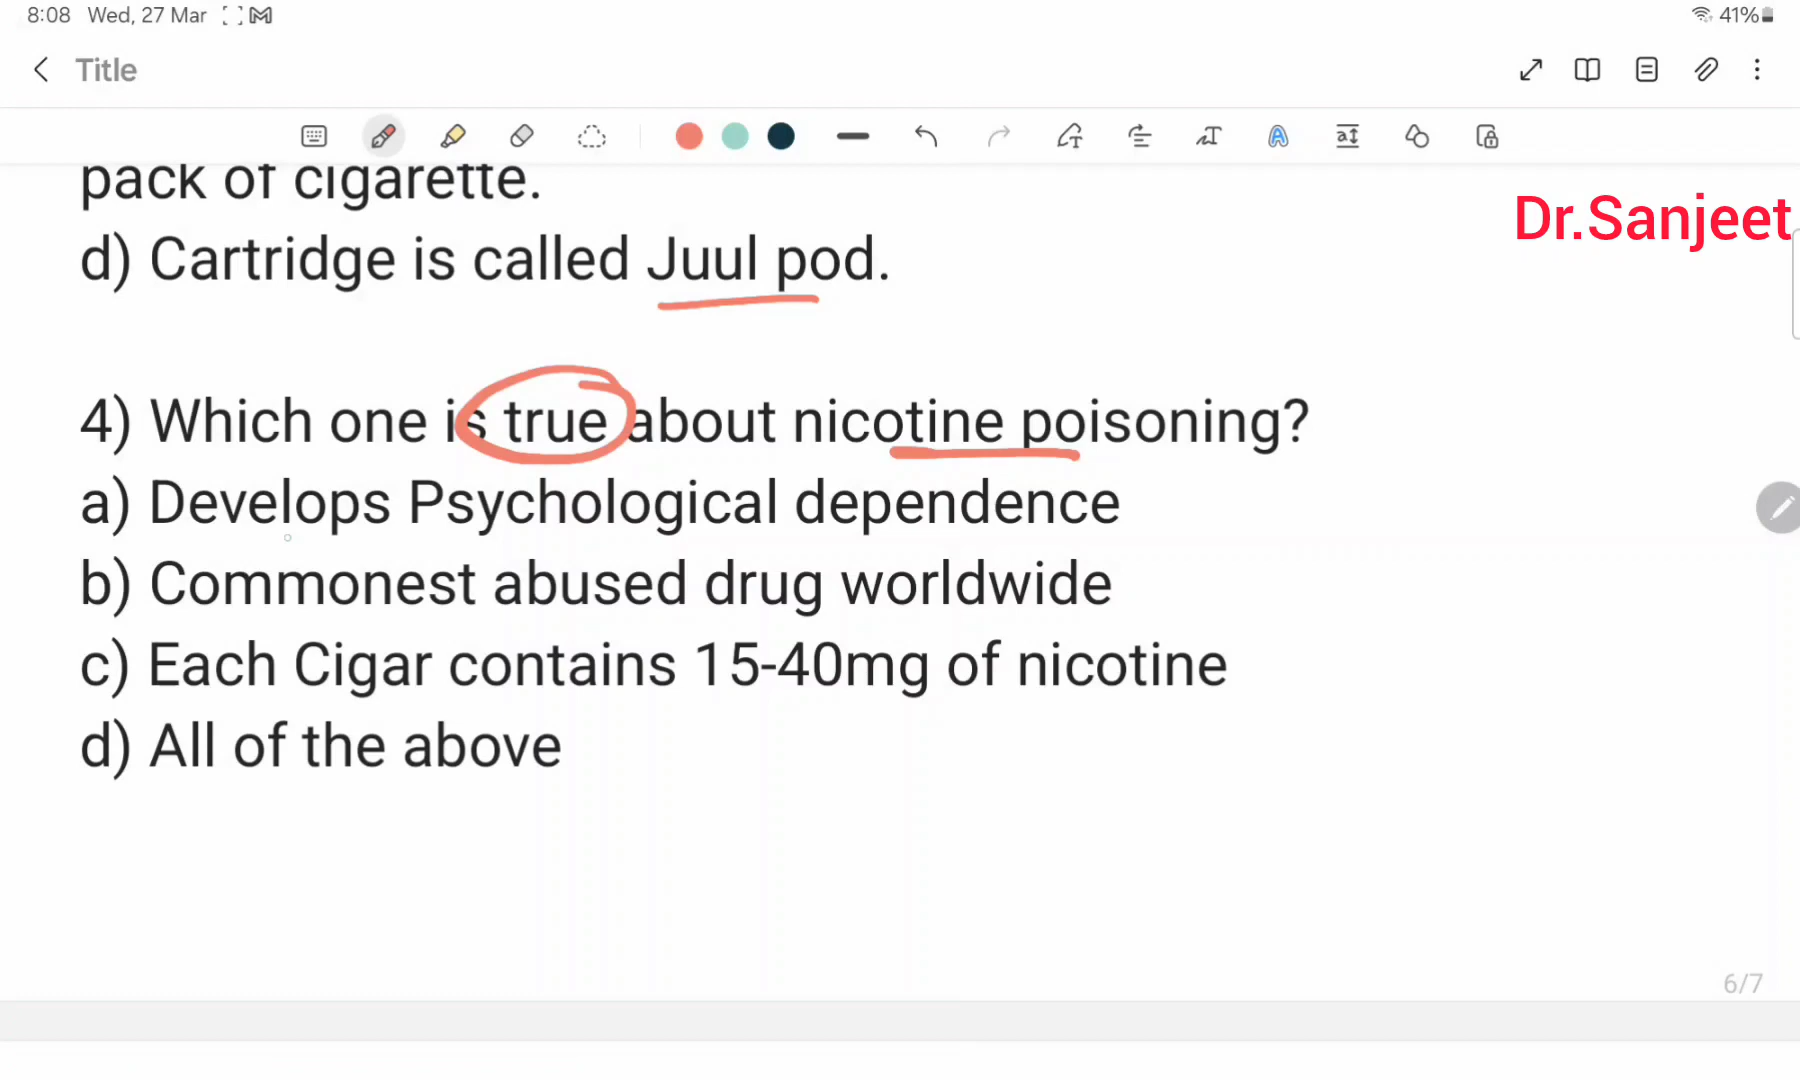 8:08 Wed, 27 Mar 41%
Title
pack of cigarette.
Dr.Sanjeet
d) Cartridge is called Juul pod.
4) Which one is true about nicotine poisoning?
a) Develops Psychological dependence
b) Commonest abused drug worldwide
c) Each Cigar contains 15-40mg of nicotine
d) All of the above
6/7